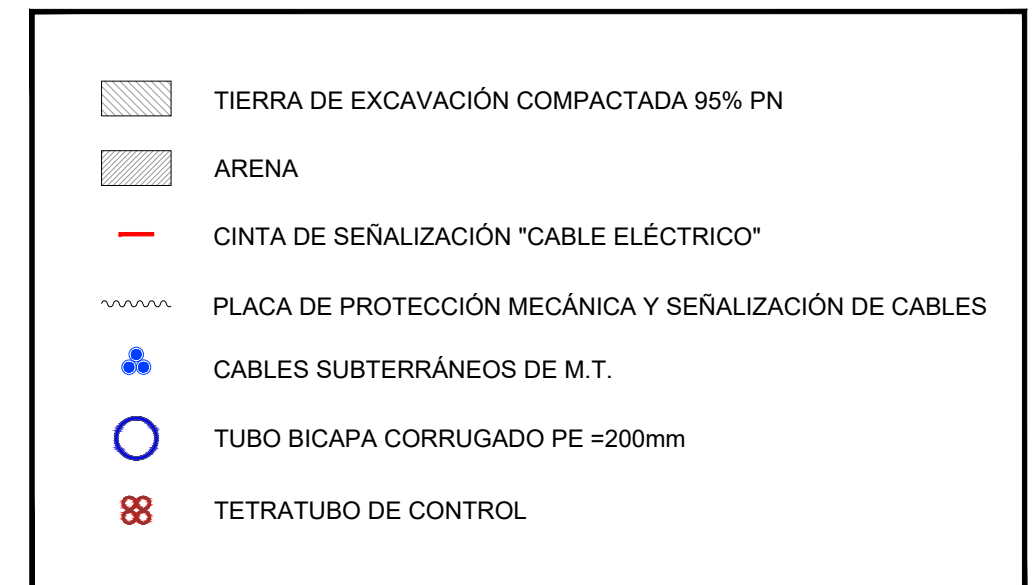 TIERRA DE EXCAVACIÓN COMPACTADA 95% PN
ARENA
CINTA DE SEÑALIZACIÓN "CABLE ELÉCTRICO"
PLACA DE PROTECCIÓN MECÁNICA Y SEÑALIZACIÓN DE CABLES
CABLES SUBTERRÁNEOS DE M.T.
TUBO BICAPA CORRUGADO PE =200mm
TETRATUBO DE CONTROL